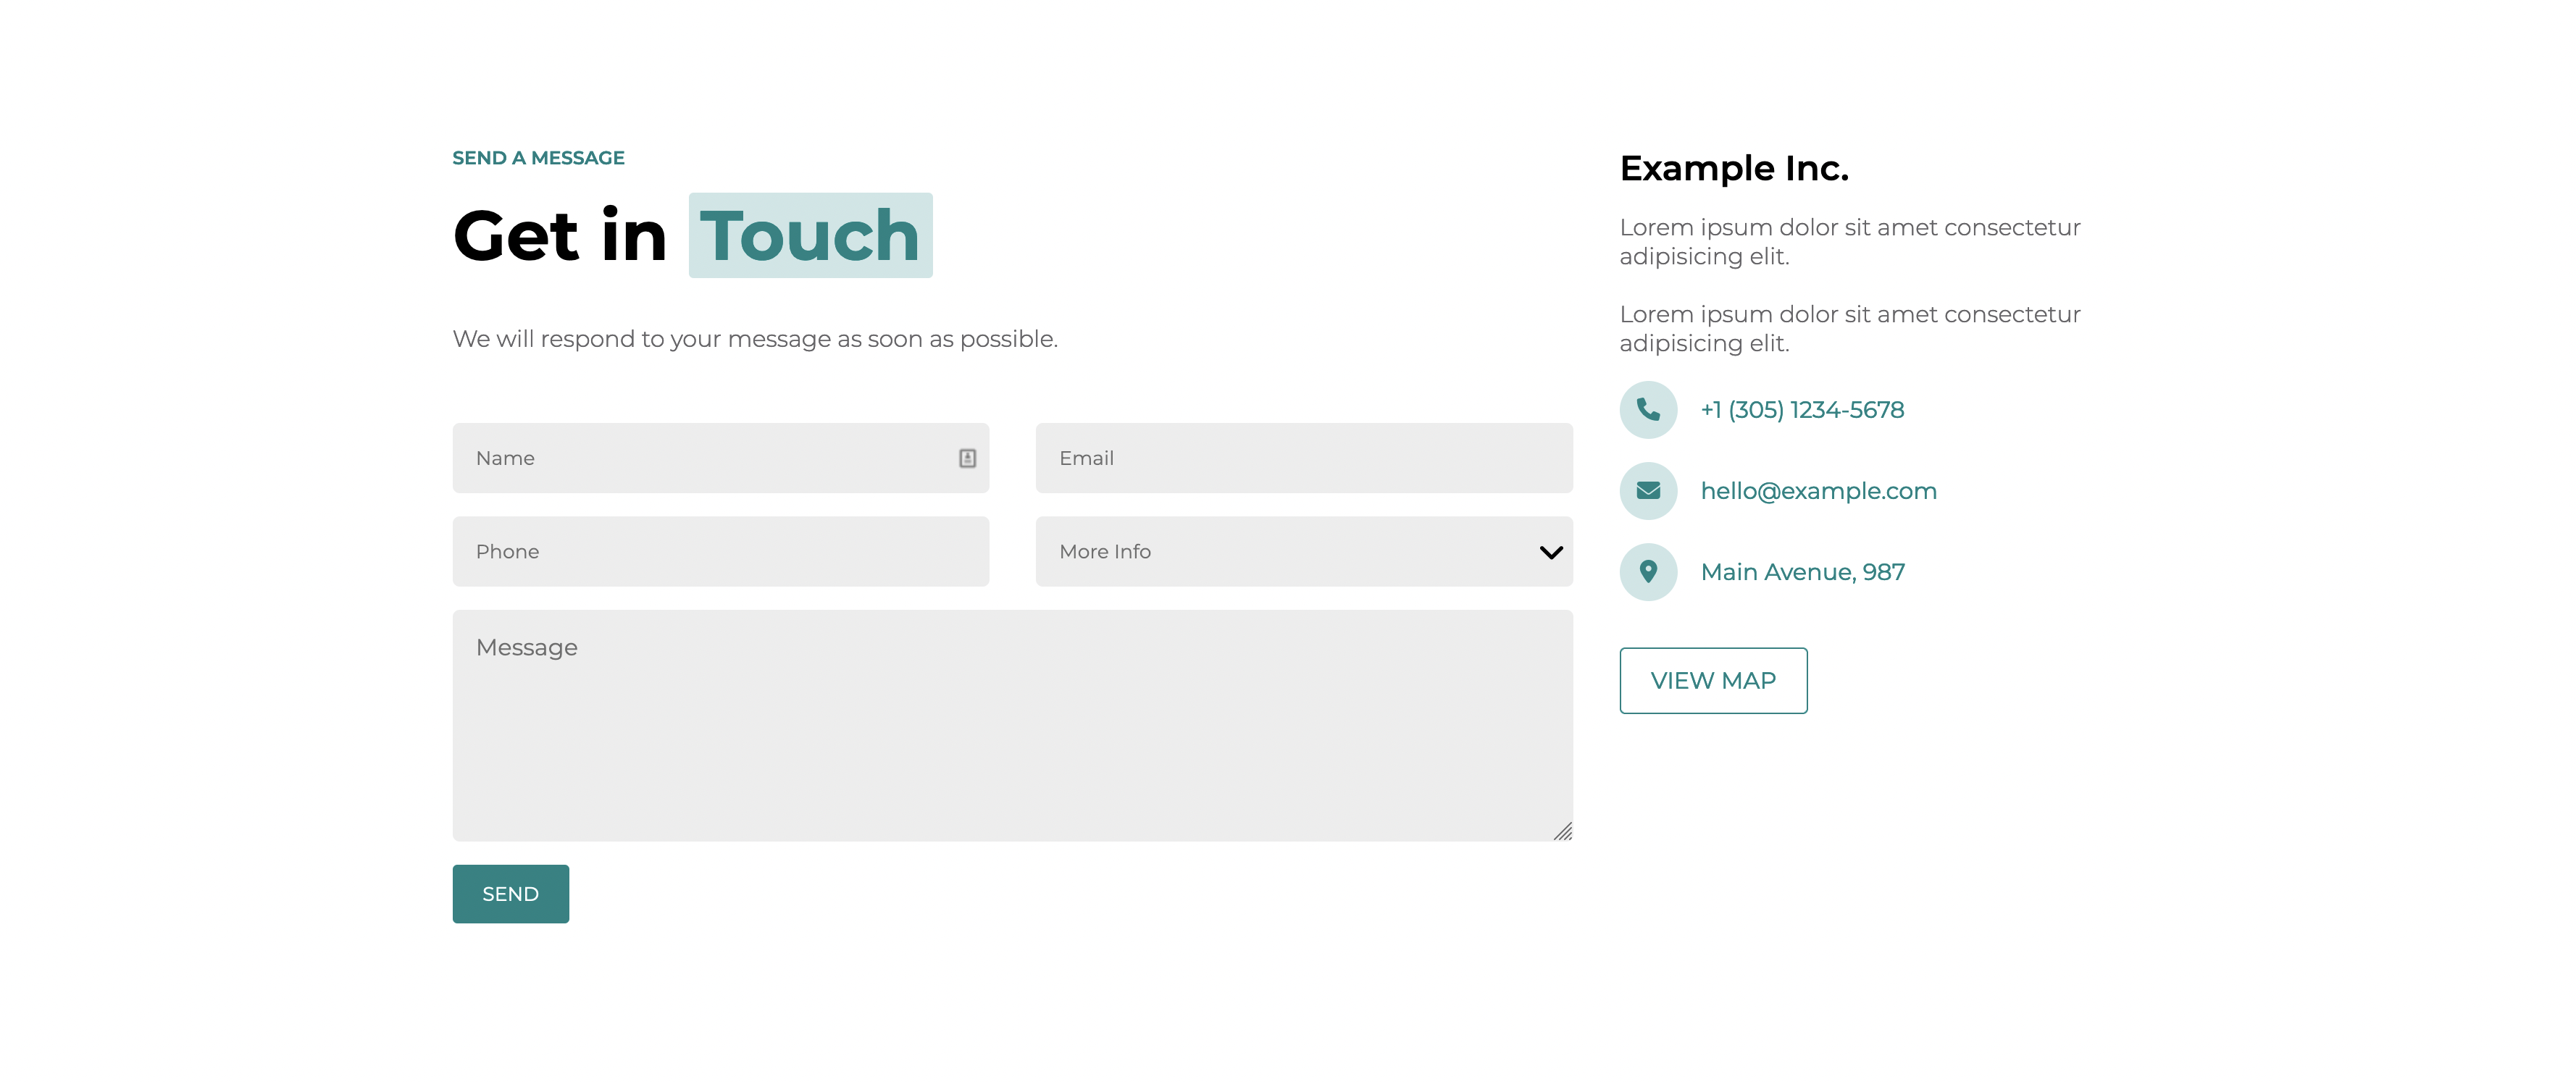 SEND A MESSAGE
Get in Touch
We will respond to your message as soon as possible.
Name
Email
Phone
More Info
Message
SEND
Example Inc.
Lorem ipsum dolor sit amet consectetur
adipisicing elit.
Lorem ipsum dolor sit amet consectetur
adipisicing elit.
+1 (305) 1234-5678
hello@example.com
Main Avenue, 987
VIEW MAP